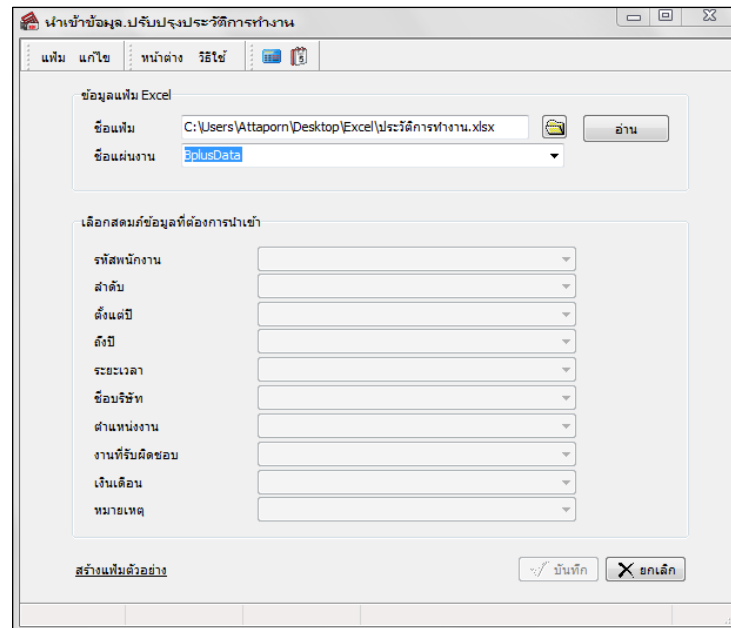 นำเข้าข้อมูล.ปรับปรุงประวัติการทำงาน
แฟ้ม แก้ไข หน้าต่าง วิธีใช้
ข้อมูลแฟ้ม Excel
ชื่อแฟ้ม C:\Users\Attaporn\Desktop\Excel\ประวัติการทำงาน.xlsx อ่าน
ชื่อแผ่นงาน BplusData
เลือกสดมภ์ข้อมูลที่ต้องการนำเข้า
รหัสพนักงาน
ลำดับ
ตั้งแต่ปี
ถึงปี
ระยะเวลา
ชื่อบริษัท
ตำแหน่งงาน
งานที่รับผิดชอบ
เงินเดือน
หมายเหตุ
สร้างแฟ้มตัวอย่าง บันทึก ยกเลิก